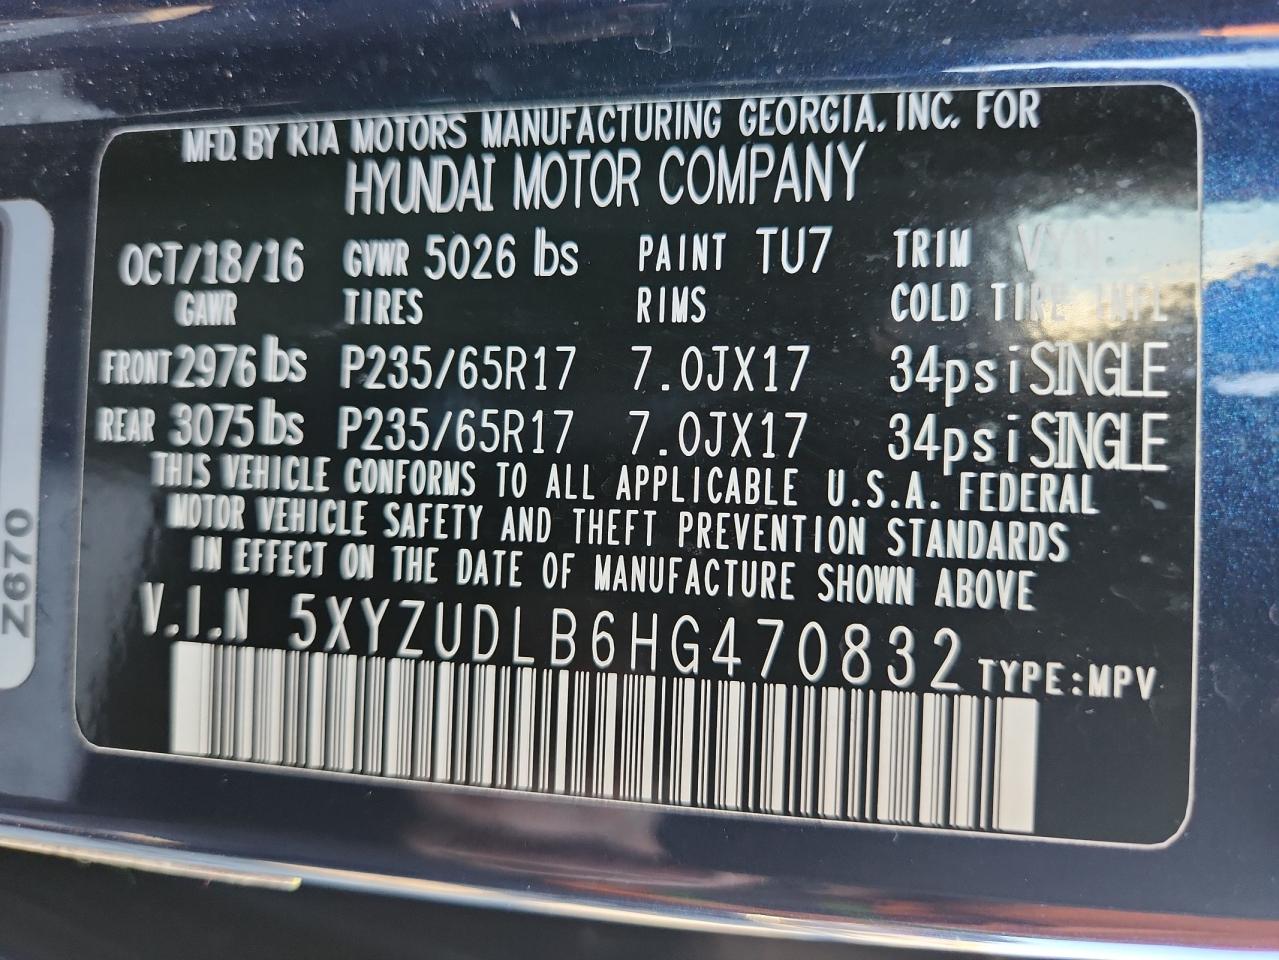 MFD. BY KIA MOTORS MANUFACTURING GEORGIA, INC. FOR
HYUNDAI MOTOR COMPANY
OCT/18/16 GVWR 5026 lbs PAINT TU7 TRIM
GAWR TIRES RIMS COLD TIRE INFL
FRONT 2976 lbs P235/65R17 7.0JX17 34psi SINGLE
REAR 3075 lbs P235/65R17 7.0JX17 34psi SINGLE
THIS VEHICLE CONFORMS TO ALL APPLICABLE U.S.A. FEDERAL
MOTOR VEHICLE SAFETY AND THEFT PREVENTION STANDARDS
IN EFFECT ON THE DATE OF MANUFACTURE SHOWN ABOVE
V.I.N 5XYZUDLB6HG470832 TYPE:MPV
Z670